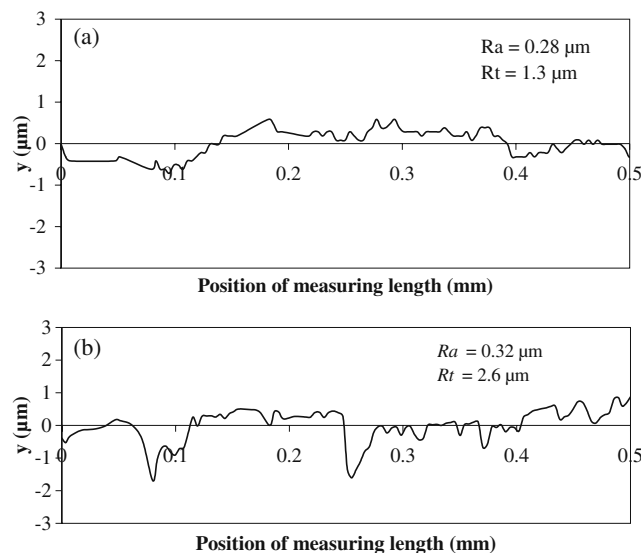 (a)
Ra = 0.28 µm
Rt = 1.3 µm
3
2
1
0
-1
-2
-3
y (µm)
0 0.1 0.2 0.3 0.4 0.5
Position of measuring length (mm)
(b)
Ra = 0.32 µm
Rt = 2.6 µm
3
2
1
0
-1
-2
-3
y (µm)
0 0.1 0.2 0.3 0.4 0.5
Position of measuring length (mm)